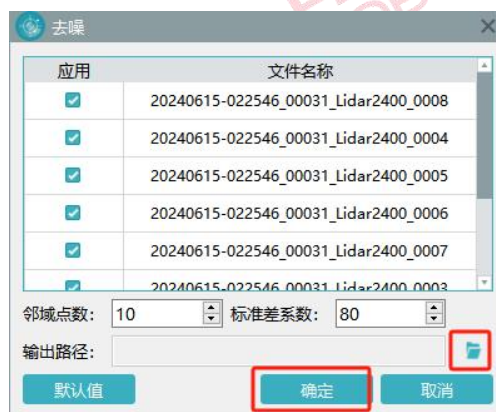 去噪
应用 文件名称
20240615-022546_00031_Lidar2400_0008
20240615-022546_00031_Lidar2400_0004
20240615-022546_00031_Lidar2400_0005
20240615-022546_00031_Lidar2400_0006
20240615-022546_00031_Lidar2400_0007
20240615-022546_00031_Lidar2400_0003
邻域点数: 10 标准差系数: 80
输出路径:
默认值 确定 取消